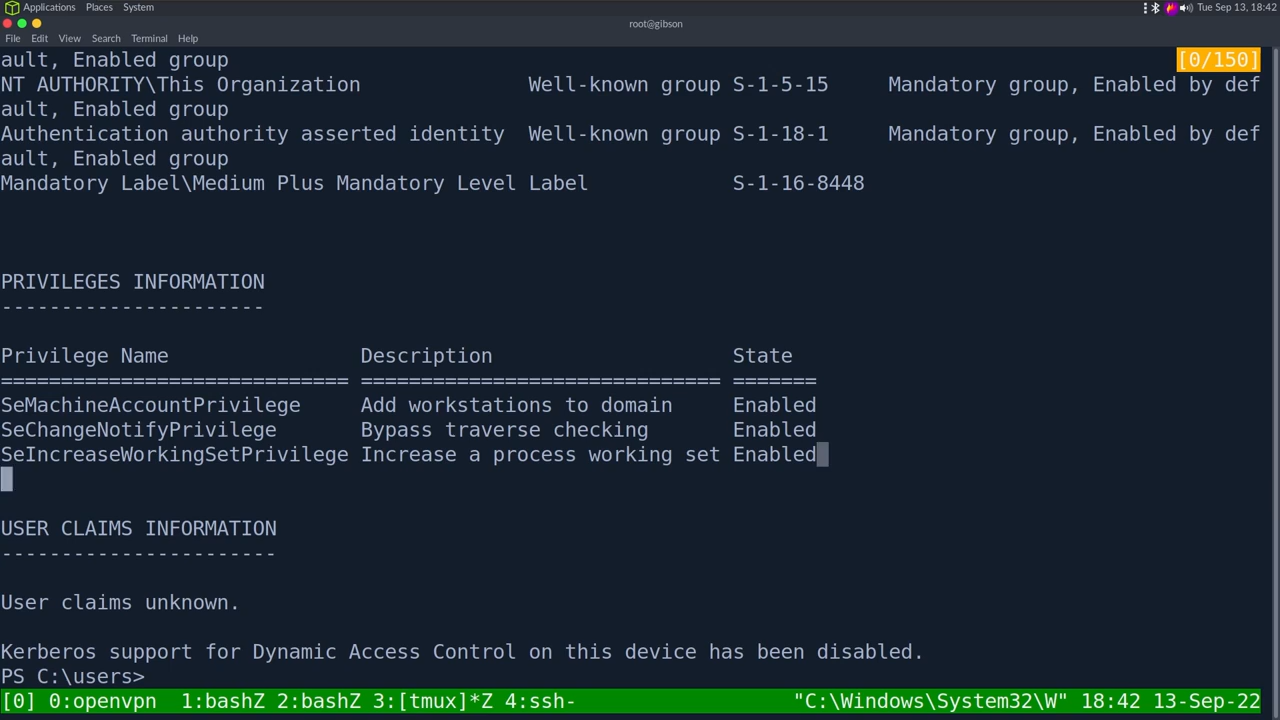 Applications Places System Tue Sep 13, 18:42
root@gibson
File Edit View Search Terminal Help
ault, Enabled group [0/150]
NT AUTHORITY\This Organization Well-known group S-1-5-15 Mandatory group, Enabled by def
ault, Enabled group
Authentication authority asserted identity Well-known group S-1-18-1 Mandatory group, Enabled by def
ault, Enabled group
Mandatory Label\Medium Plus Mandatory Level Label S-1-16-8448
PRIVILEGES INFORMATION
----------------------
Privilege Name Description State
============================= ============================== =======
SeMachineAccountPrivilege Add workstations to domain Enabled
SeChangeNotifyPrivilege Bypass traverse checking Enabled
SeIncreaseWorkingSetPrivilege Increase a process working set Enabled
USER CLAIMS INFORMATION
-----------------------
User claims unknown.
Kerberos support for Dynamic Access Control on this device has been disabled.
PS C:\users>
[0] 0:openvpn 1:bashZ 2:bashZ 3:[tmux]*Z 4:ssh- "C:\Windows\System32\W" 18:42 13-Sep-22